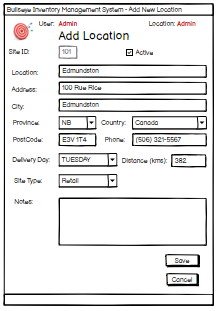 Bullseye Inventory Management System - Add New Location
User: Admin Location: Admin
Add Location
Site ID: 101 Active
Location: Edmundston
Address: 100 Rue Rice
City: Edmundston
Province: NB Country: Canada
PostCode: E3V 1T4 Phone: (506) 321-5567
Delivery Day: TUESDAY Distance (kms): 382
Site Type: Retail
Notes:
Save
Cancel